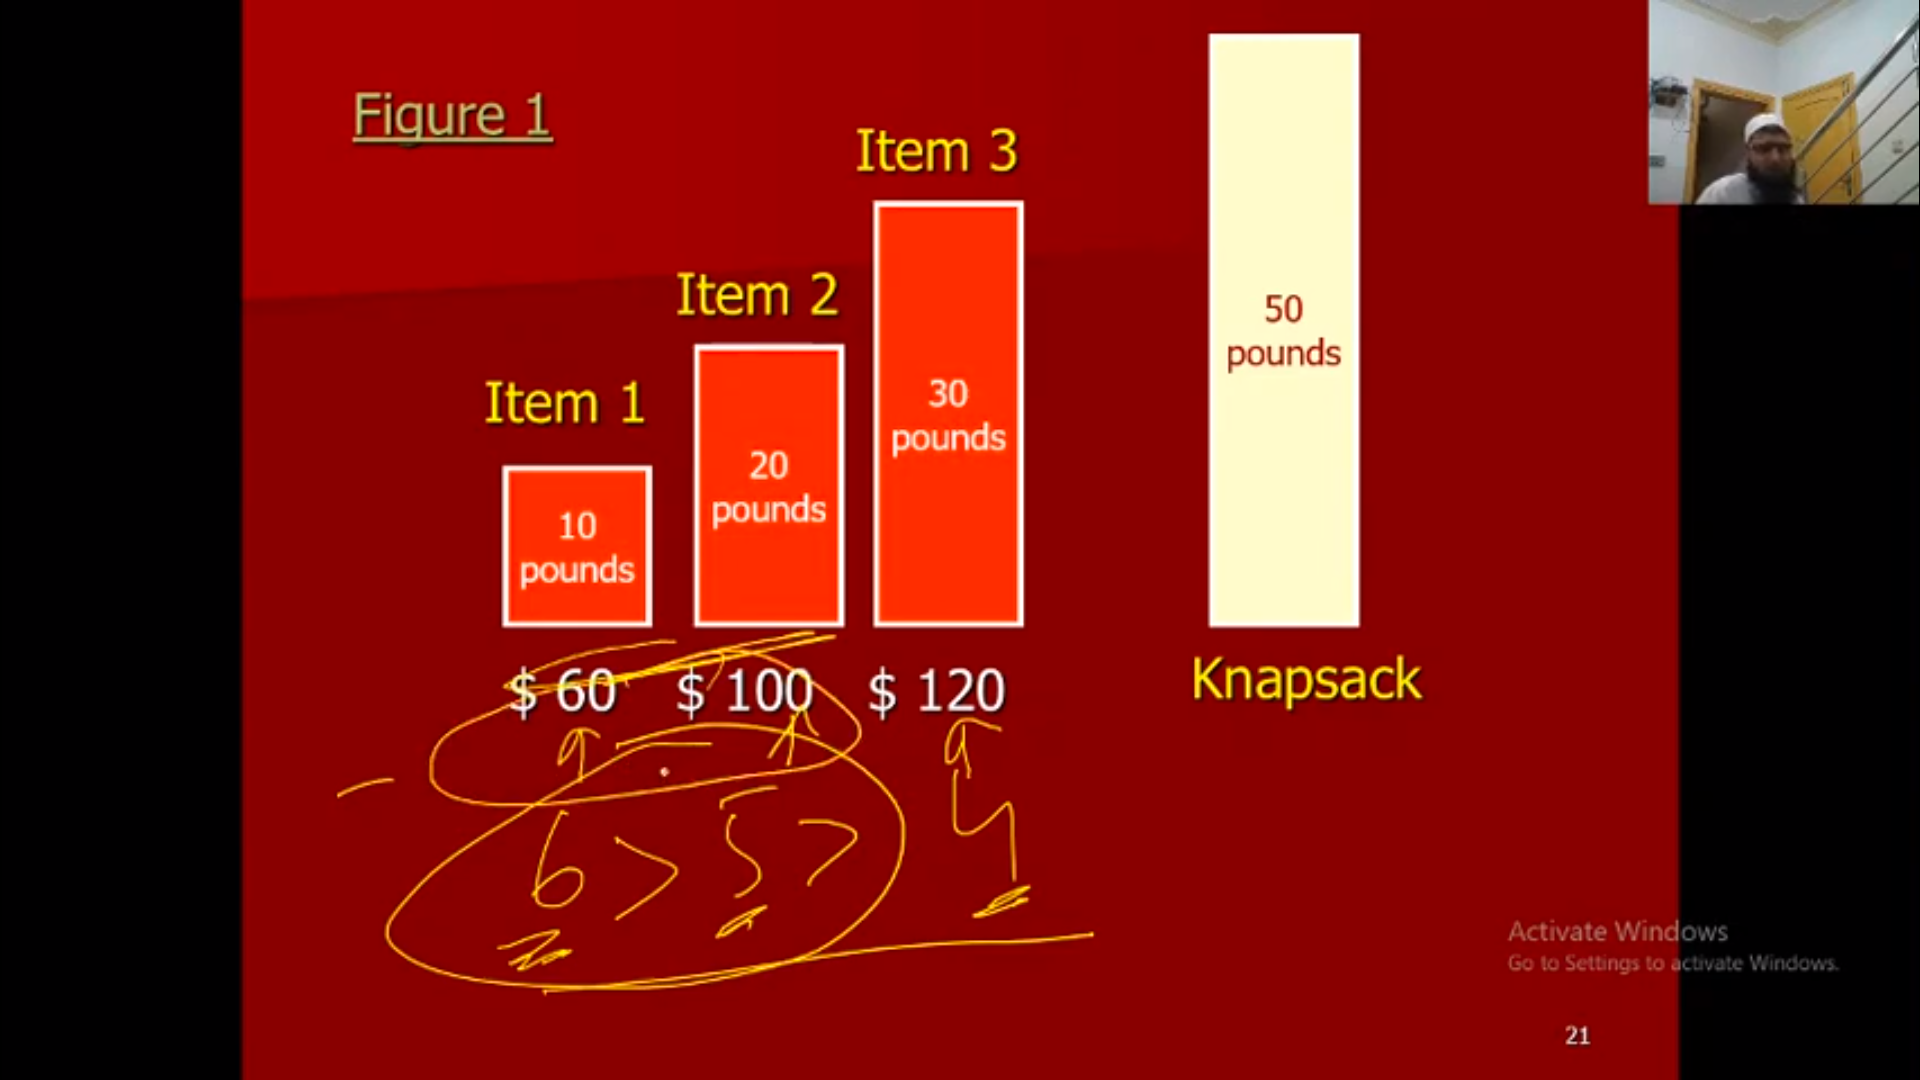 Figure 1
Item 3
Item 2
Item 1
50
pounds
30
pounds
20
pounds
10
pounds
$ 60 $ 100 $ 120
Knapsack
6 > 5 > 4
Activate Windows
Go to Settings to activate Windows.
21